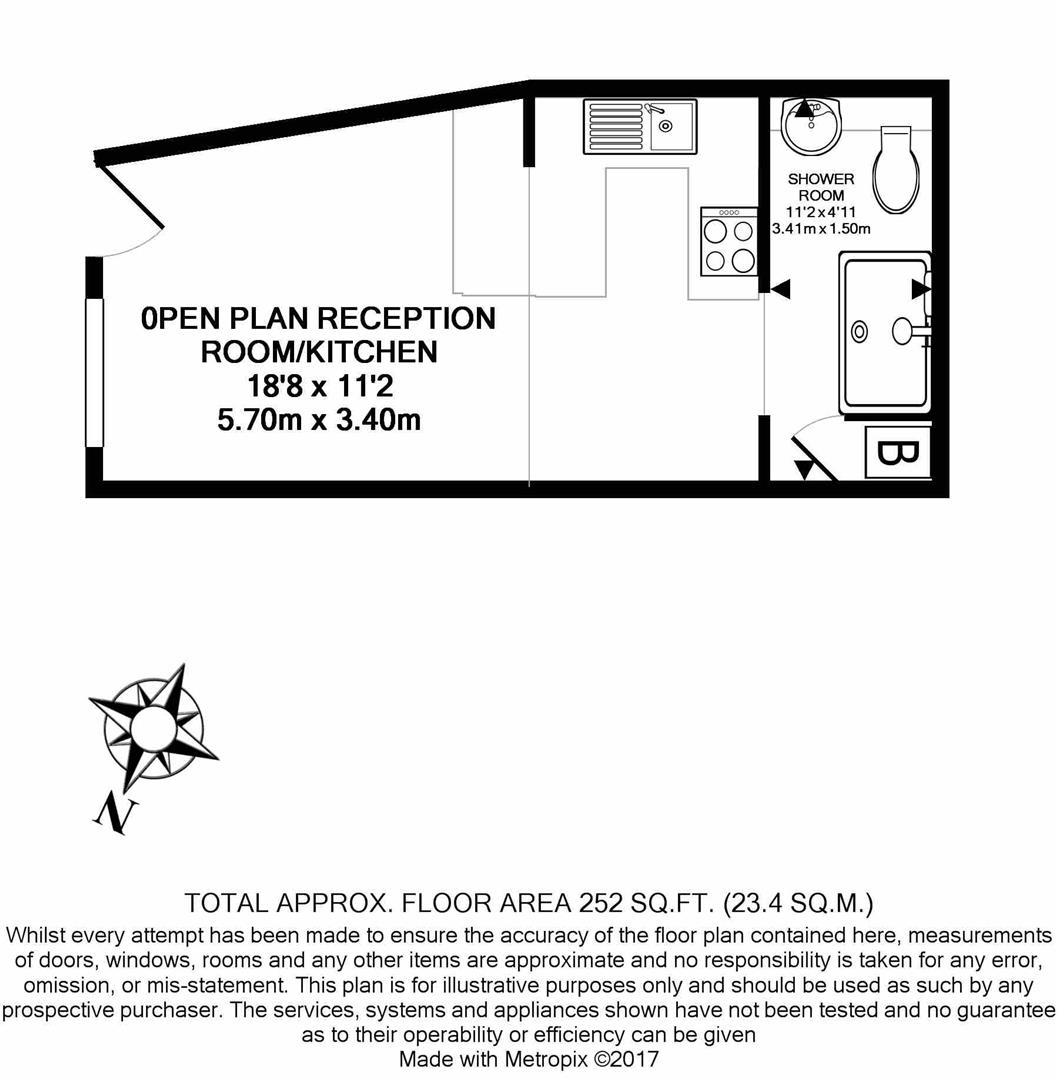 SHOWER
ROOM
11'2 x 4'11
3.41m x 1.50m
0PEN PLAN RECEPTION
ROOM/KITCHEN
18'8 x 11'2
5.70m x 3.40m
B
N
TOTAL APPROX. FLOOR AREA 252 SQ.FT. (23.4 SQ.M.)
Whilst every attempt has been made to ensure the accuracy of the floor plan contained here, measurements
of doors, windows, rooms and any other items are approximate and no responsibility is taken for any error,
omission, or mis-statement. This plan is for illustrative purposes only and should be used as such by any
prospective purchaser. The services, systems and appliances shown have not been tested and no guarantee
as to their operability or efficiency can be given
Made with Metropix ©2017